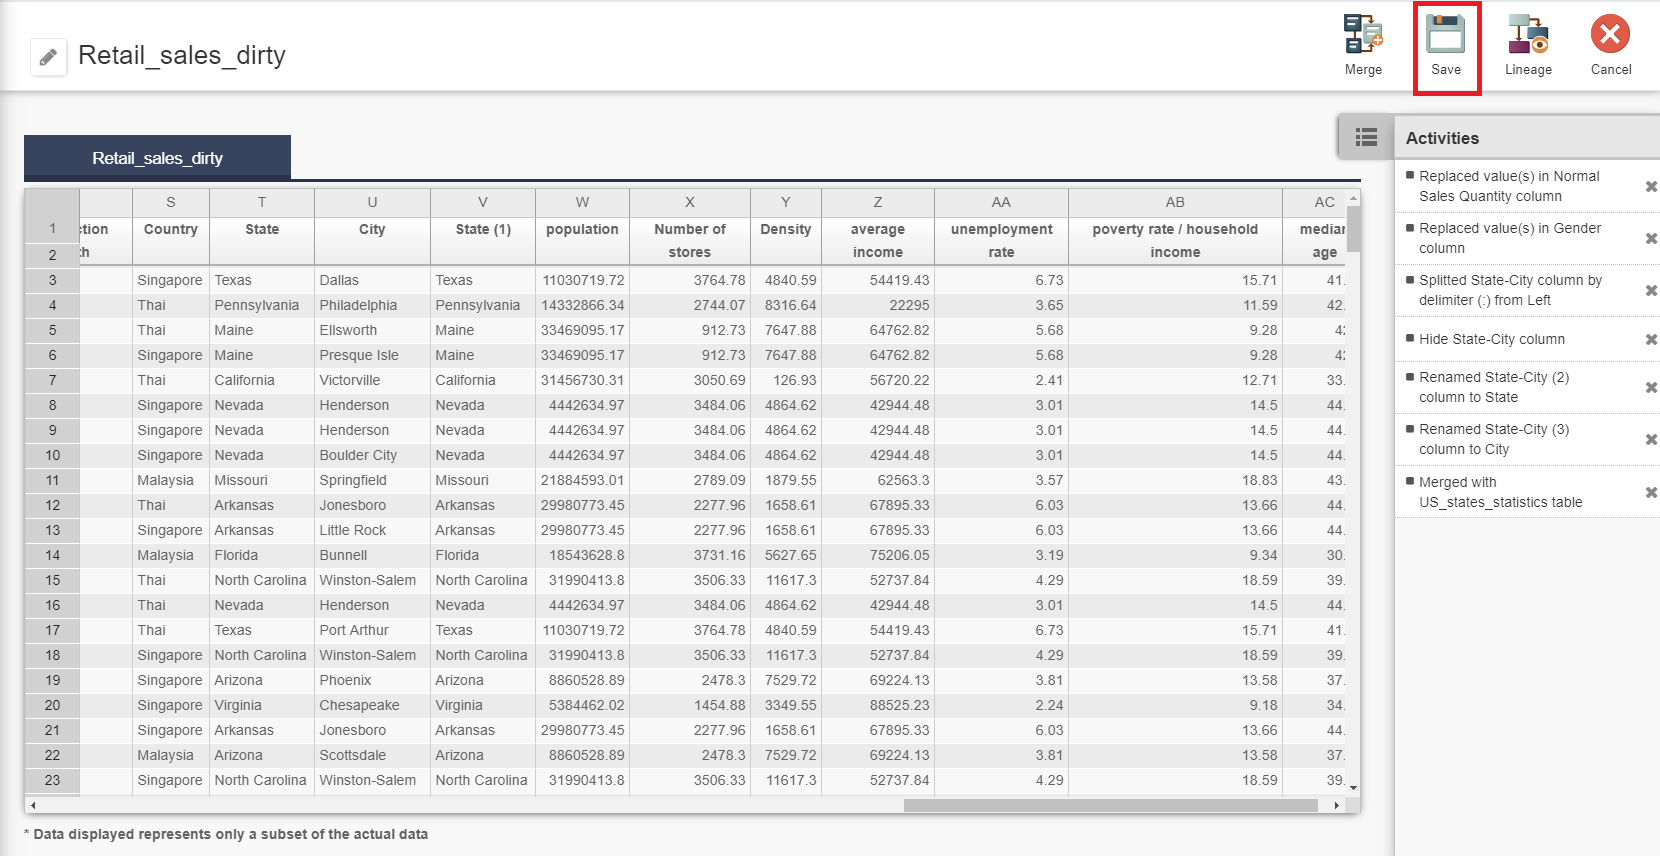 Retail_sales_dirty
Merge Save Lineage Cancel
Retail_sales_dirty
S T U V W X Y Z AA AB AC
1 ction Country State City State (1) population Number of Density average unemployment poverty rate / household median
2 th stores income rate income age
3 Singapore Texas Dallas Texas 11030719.72 3764.78 4840.59 54419.43 6.73 15.71 41.
4 Thai Pennsylvania Philadelphia Pennsylvania 14332866.34 2744.07 8316.64 22295 3.65 11.59 42.
5 Thai Maine Ellsworth Maine 33469095.17 912.73 7647.88 64762.82 5.68 9.28 42
6 Singapore Maine Presque Isle Maine 33469095.17 912.73 7647.88 64762.82 5.68 9.28 42
7 Thai California Victorville California 31456730.31 3050.69 126.93 56720.22 2.41 12.71 33.
8 Singapore Nevada Henderson Nevada 4442634.97 3484.06 4864.62 42944.48 3.01 14.5 44.
9 Singapore Nevada Henderson Nevada 4442634.97 3484.06 4864.62 42944.48 3.01 14.5 44.
10 Singapore Nevada Boulder City Nevada 4442634.97 3484.06 4864.62 42944.48 3.01 14.5 44.
11 Malaysia Missouri Springfield Missouri 21884593.01 2789.09 1879.55 62563.3 3.57 18.83 43.
12 Thai Arkansas Jonesboro Arkansas 29980773.45 2277.96 1658.61 67895.33 6.03 13.66 44.
13 Singapore Arkansas Little Rock Arkansas 29980773.45 2277.96 1658.61 67895.33 6.03 13.66 44.
14 Malaysia Florida Bunnell Florida 18543628.8 3731.16 5627.65 75206.05 3.19 9.34 30.
15 Thai North Carolina Winston-Salem North Carolina 31990413.8 3506.33 11617.3 52737.84 4.29 18.59 39.
16 Thai Nevada Henderson Nevada 4442634.97 3484.06 4864.62 42944.48 3.01 14.5 44.
17 Thai Texas Port Arthur Texas 11030719.72 3764.78 4840.59 54419.43 6.73 15.71 41.
18 Singapore North Carolina Winston-Salem North Carolina 31990413.8 3506.33 11617.3 52737.84 4.29 18.59 39.
19 Singapore Arizona Phoenix Arizona 8860528.89 2478.3 7529.72 69224.13 3.81 13.58 37.
20 Singapore Virginia Chesapeake Virginia 5384462.02 1454.88 3349.55 88525.23 2.24 9.18 34.
21 Singapore Arkansas Jonesboro Arkansas 29980773.45 2277.96 1658.61 67895.33 6.03 13.66 44.
22 Malaysia Arizona Scottsdale Arizona 8860528.89 2478.3 7529.72 69224.13 3.81 13.58 37.
23 Singapore North Carolina Winston-Salem North Carolina 31990413.8 3506.33 11617.3 52737.84 4.29 18.59 39.
* Data displayed represents only a subset of the actual data
Activities
Replaced value(s) in Normal
Sales Quantity column
Replaced value(s) in Gender
column
Splitted State-City column by
delimiter (:) from Left
Hide State-City column
Renamed State-City (2)
column to State
Renamed State-City (3)
column to City
Merged with
US_states_statistics table